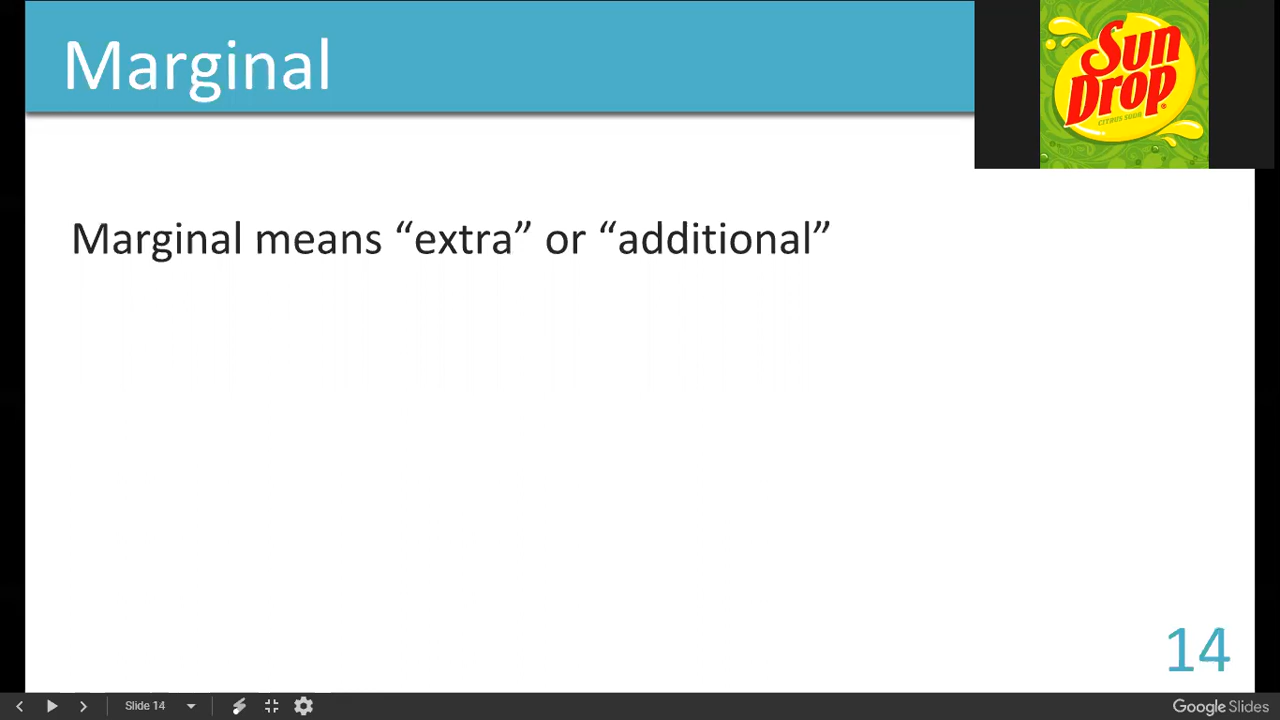 Marginal
Sun
Drop®
CITRUS SODA
Marginal means “extra” or “additional”
14
Slide 14
Google Slides